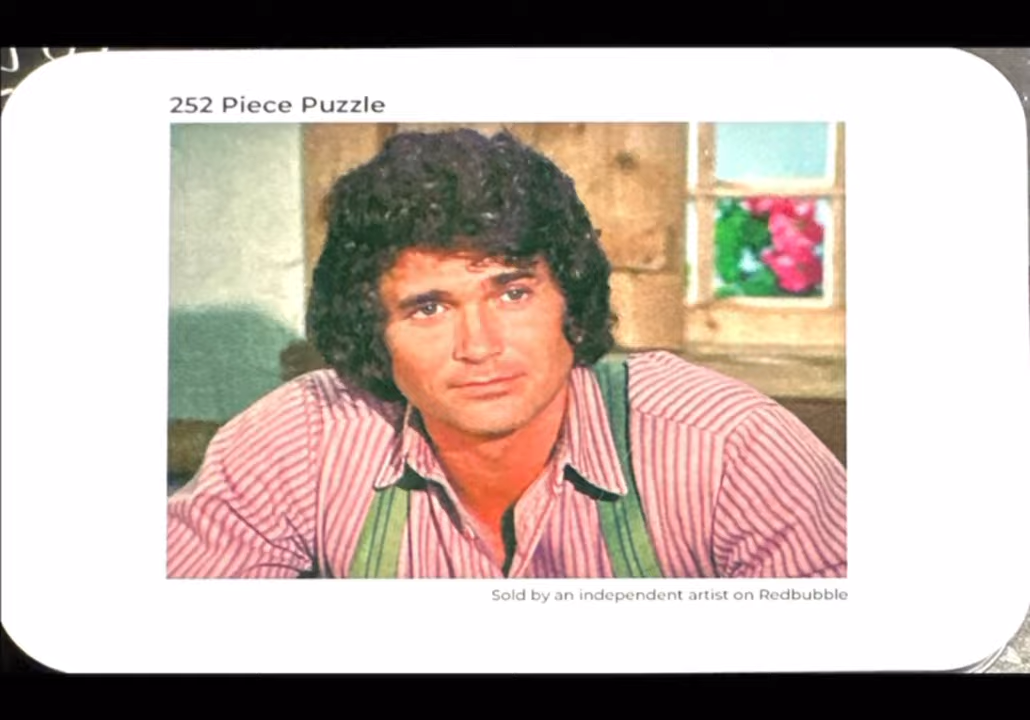 252 Piece Puzzle
Sold by an independent artist on Redbubble